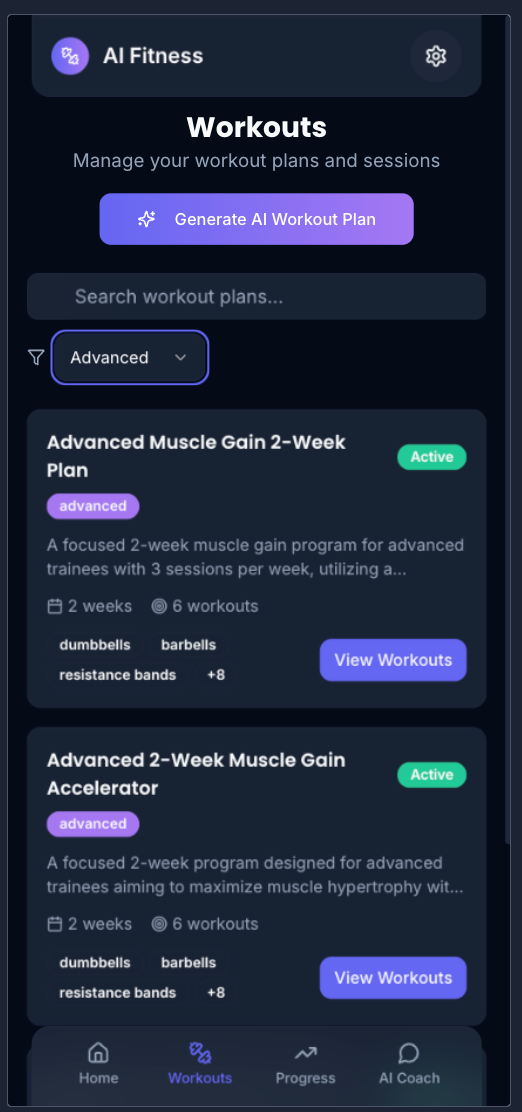 AI Fitness
Workouts
Manage your workout plans and sessions
Generate AI Workout Plan
Search workout plans...
Advanced
Advanced Muscle Gain 2-Week
Plan
Active
advanced
A focused 2-week muscle gain program for advanced
trainees with 3 sessions per week, utilizing a...
2 weeks 6 workouts
dumbbells barbells
resistance bands +8
View Workouts
Advanced 2-Week Muscle Gain
Accelerator
Active
advanced
A focused 2-week program designed for advanced
trainees aiming to maximize muscle hypertrophy wit...
2 weeks 6 workouts
dumbbells barbells
resistance bands +8
View Workouts
Home Workouts Progress AI Coach